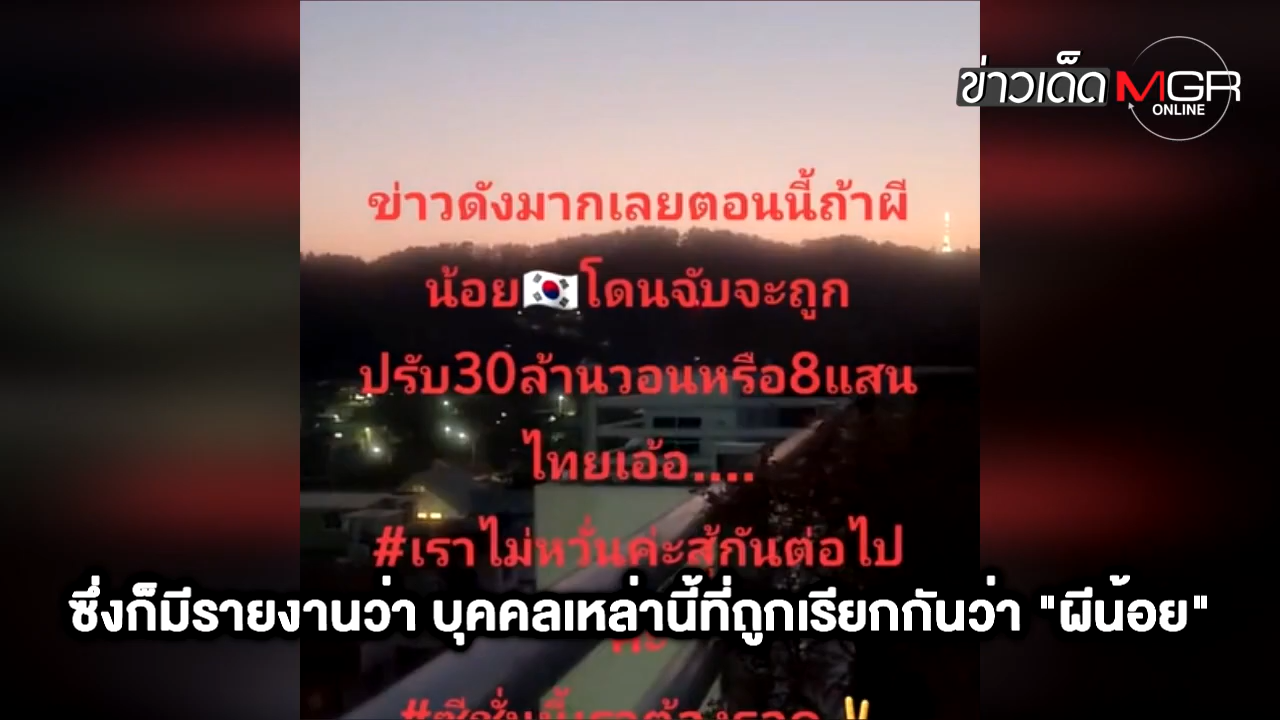 ข่าวเด็ด MGR
ONLINE
ข่าวดังมากเลยตอนนี้ถ้าผี
น้อย🇰🇷โดนฉับจะถูก
ปรับ30ล้านวอนหรือ8แสน
ไทยเอ้อ....
#เราไม่หวั่นค่ะสู้กันต่อไป
ซึ่งก็มีรายงานว่า บุคคลเหล่านี้ที่ถูกเรียกกันว่า "ผีน้อย"